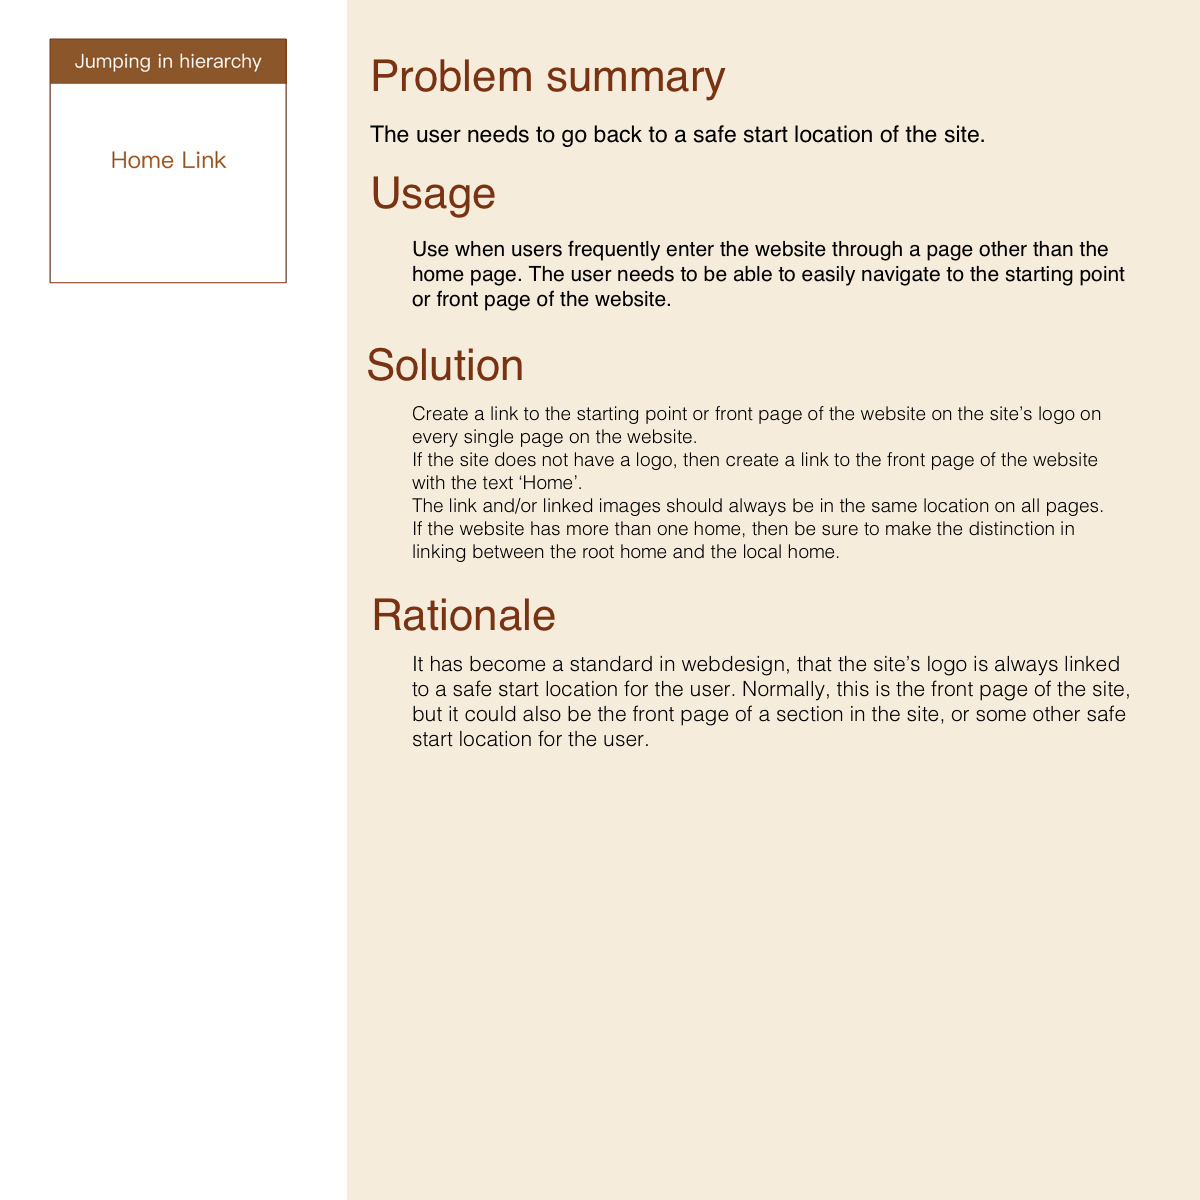 Jumping in hierarchy
Home Link
Problem summary
The user needs to go back to a safe start location of the site.
Usage
Use when users frequently enter the website through a page other than the
home page. The user needs to be able to easily navigate to the starting point
or front page of the website.
Solution
Create a link to the starting point or front page of the website on the site’s logo on
every single page on the website.
If the site does not have a logo, then create a link to the front page of the website
with the text ‘Home’.
The link and/or linked images should always be in the same location on all pages.
If the website has more than one home, then be sure to make the distinction in
linking between the root home and the local home.
Rationale
It has become a standard in webdesign, that the site’s logo is always linked
to a safe start location for the user. Normally, this is the front page of the site,
but it could also be the front page of a section in the site, or some other safe
start location for the user.